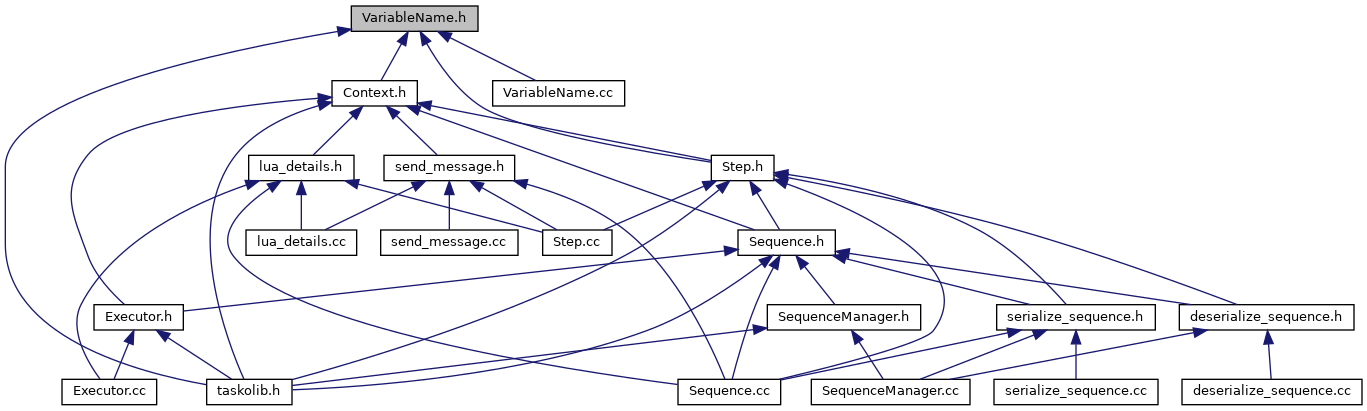 VariableName.h
Context.h
VariableName.cc
lua_details.h
send_message.h
Step.h
lua_details.cc
send_message.cc
Step.cc
Sequence.h
Executor.h
SequenceManager.h
serialize_sequence.h
deserialize_sequence.h
Executor.cc
taskolib.h
Sequence.cc
SequenceManager.cc
serialize_sequence.cc
deserialize_sequence.cc